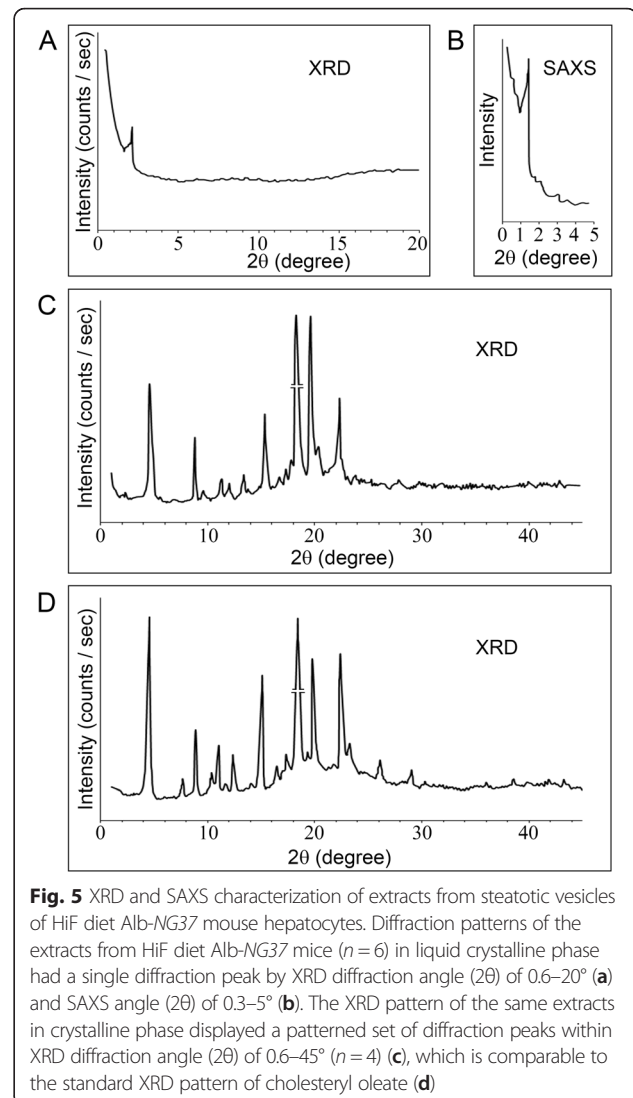 A
XRD
Intensity (counts / sec)
0 5 10 15 20
2θ (degree)
B
SAXS
Intensity
0 1 2 3 4 5
2θ (degree)
C
XRD
Intensity (counts / sec)
0 10 20 30 40
2θ (degree)
D
XRD
Intensity (counts / sec)
0 10 20 30 40
2θ (degree)
Fig. 5 XRD and SAXS characterization of extracts from steatotic vesicles
of HiF diet Alb-NG37 mouse hepatocytes. Diffraction patterns of the
extracts from HiF diet Alb-NG37 mice (n = 6) in liquid crystalline phase
had a single diffraction peak by XRD diffraction angle (2θ) of 0.6–20° (a)
and SAXS angle (2θ) of 0.3–5° (b). The XRD pattern of the same extracts
in crystalline phase displayed a patterned set of diffraction peaks within
XRD diffraction angle (2θ) of 0.6–45° (n = 4) (c), which is comparable to
the standard XRD pattern of cholesteryl oleate (d)